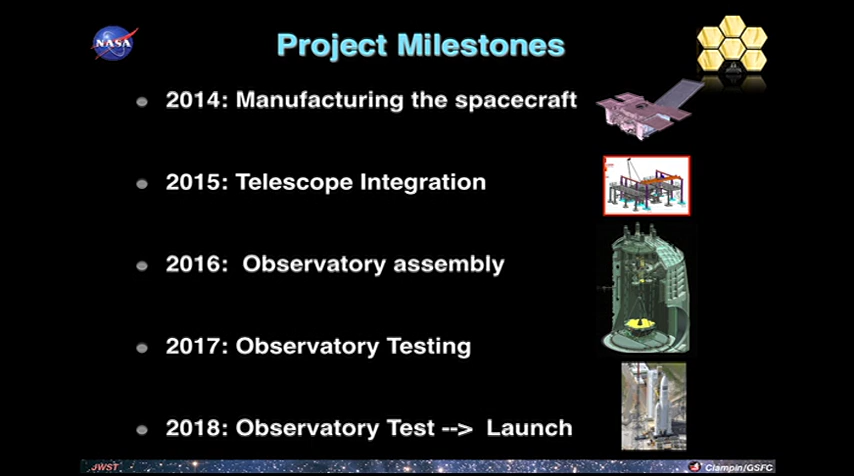 NASA
Project Milestones
2014: Manufacturing the spacecraft
2015: Telescope Integration
2016: Observatory assembly
2017: Observatory Testing
2018: Observatory Test --> Launch
JWST
Clampin/GSFC